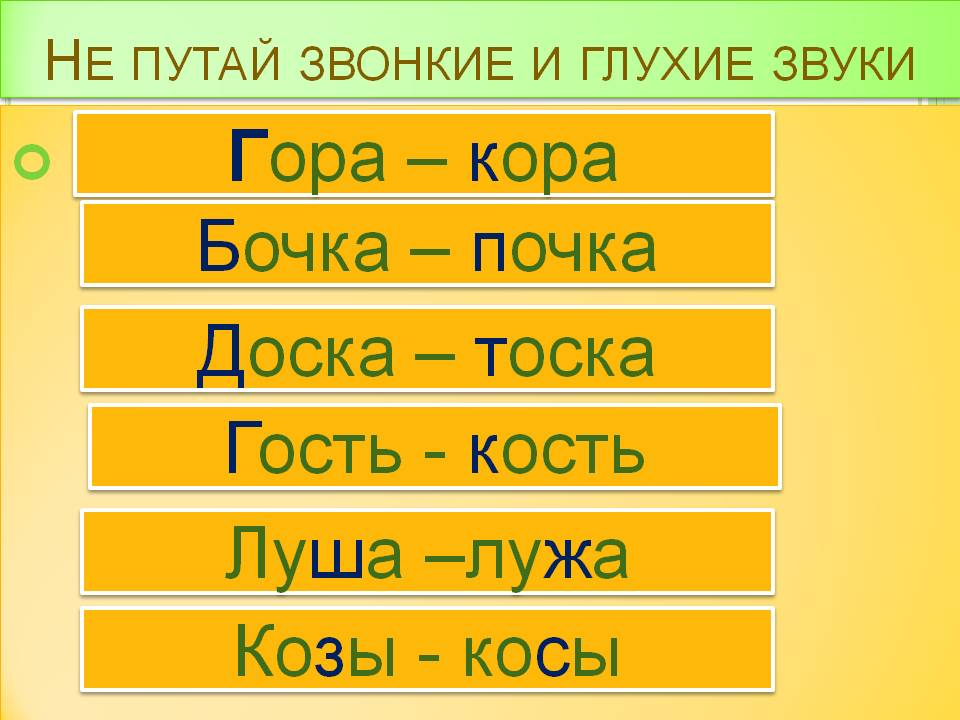 Не путай звонкие и глухие звуки
Гора – кора
Бочка – почка
Доска – тоска
Гость - кость
Луша –лужа
Козы - косы